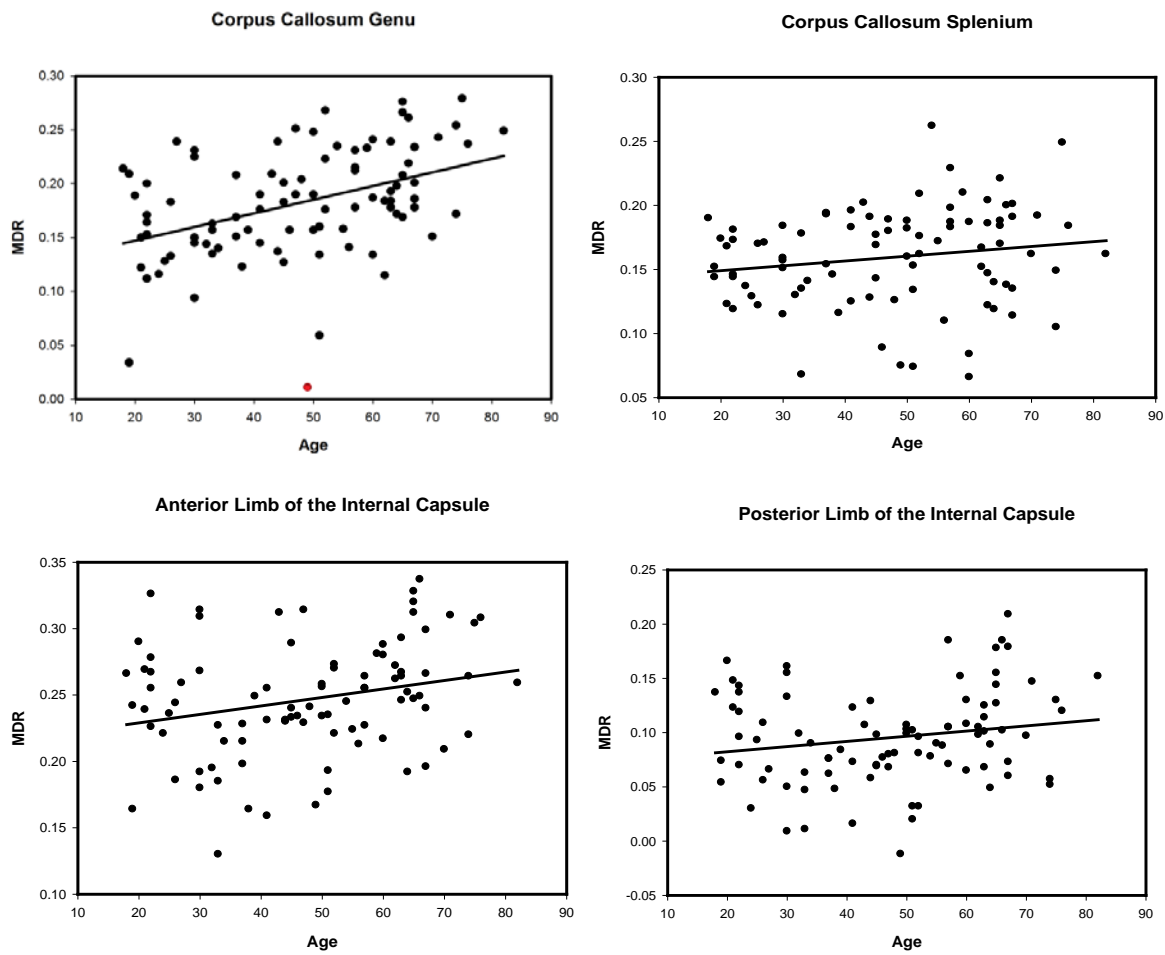 Corpus Callosum Genu
0.30
0.25
0.20
0.15
0.10
0.05
0.00
MDR
10 20 30 40 50 60 70 80 90
Age
Corpus Callosum Splenium
0.30
0.25
0.20
0.15
0.10
0.05
MDR
10 20 30 40 50 60 70 80 90
Age
Anterior Limb of the Internal Capsule
0.35
0.30
0.25
0.20
0.15
0.10
MDR
10 20 30 40 50 60 70 80 90
Age
Posterior Limb of the Internal Capsule
0.25
0.20
0.15
0.10
0.05
0.00
-0.05
MDR
10 20 30 40 50 60 70 80 90
Age